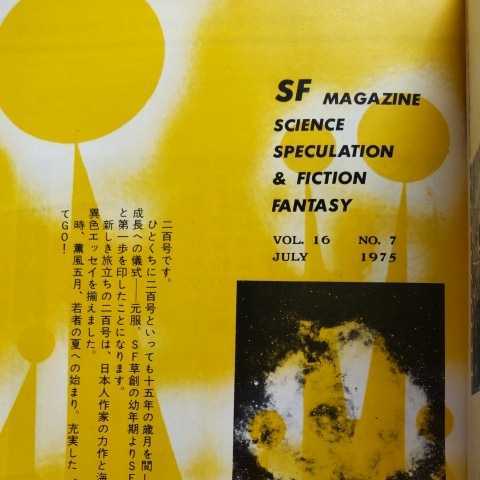 SF MAGAZINE
SCIENCE
SPECULATION
& FICTION
FANTASY
VOL. 16 NO. 7
JULY 1975
二百号です。
ひとくちに二百号といっても十五年の歳月を閲し
成長への儀式――元服。SF草創の幼年期よりSF
と第一歩を印したことになります。
新しき旅立ちの二百号は、日本人作家の力作と海
異色エッセイを揃えました。
時、薫風五月、若者の夏への始まり。充実した
てGO!